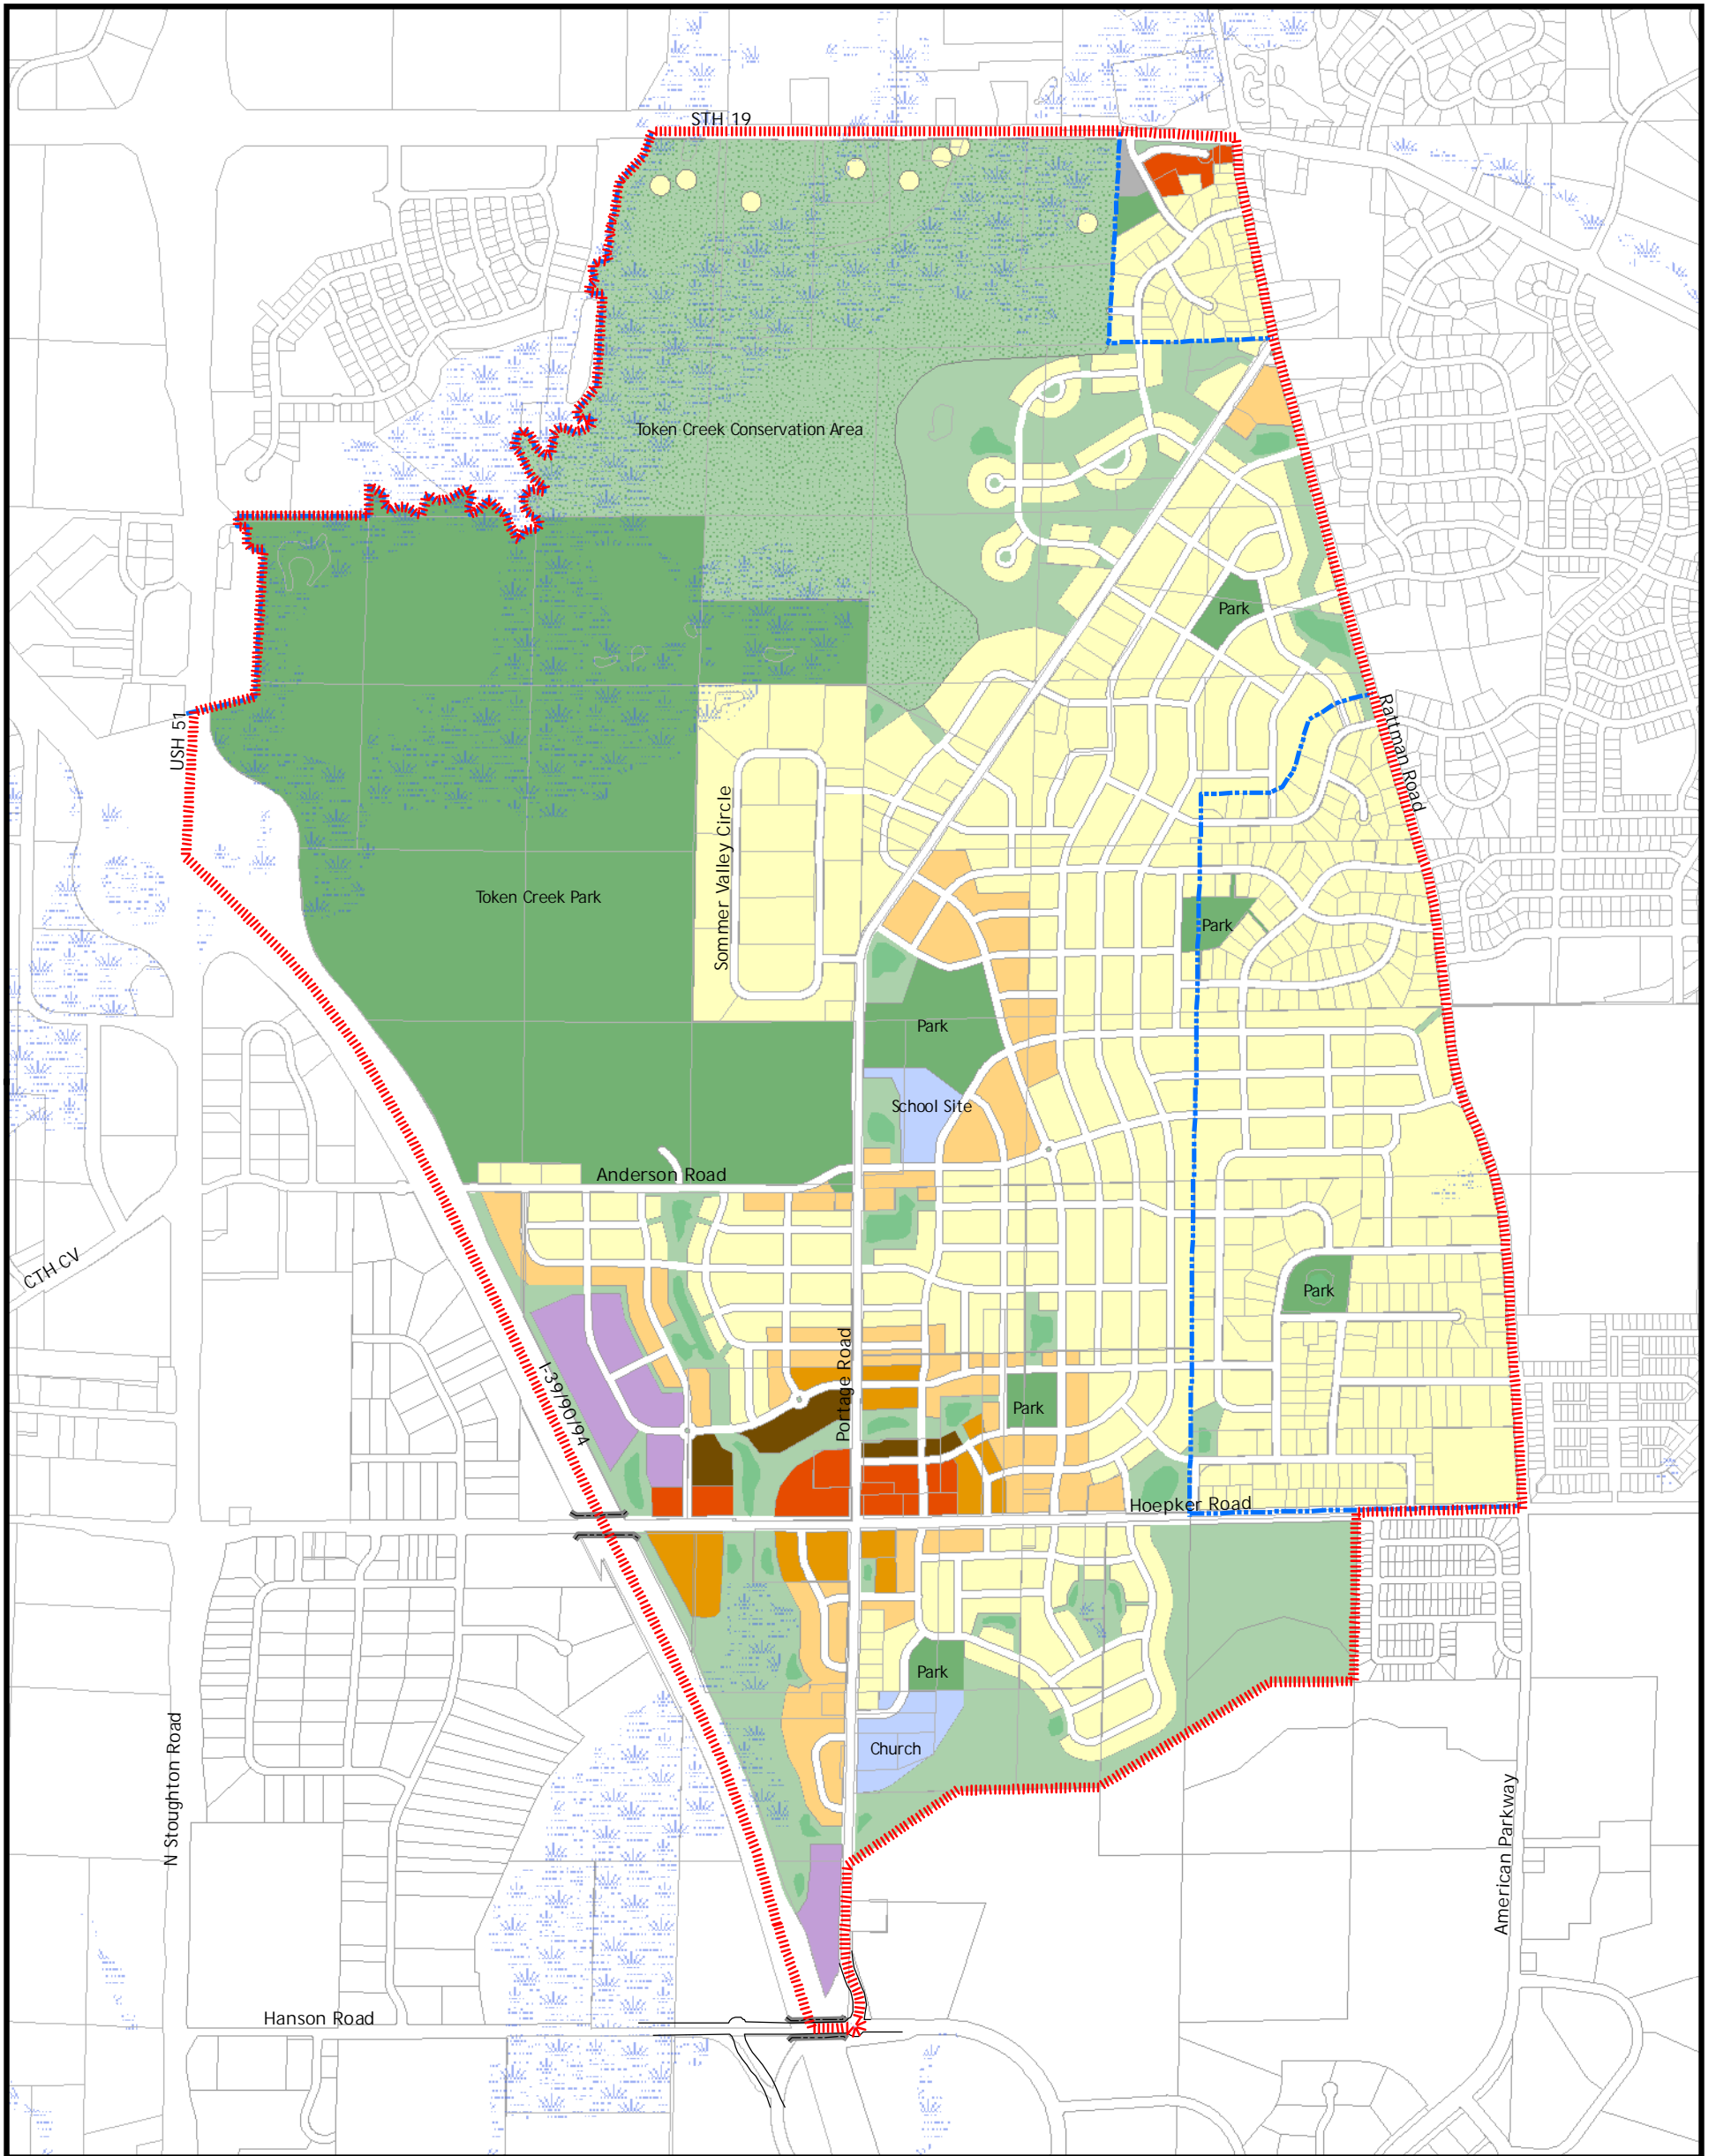 STH 19
Token Creek Conservation Area
Park
USH 51
Rattman Road
Sommer Valley Circle
Token Creek Park
Park
Park
School Site
Anderson Road
CTH CV
Park
Portage Road
I-39/90/94
Park
Hoepker Road
Park
Church
N Stoughton Road
American Parkway
Hanson Road